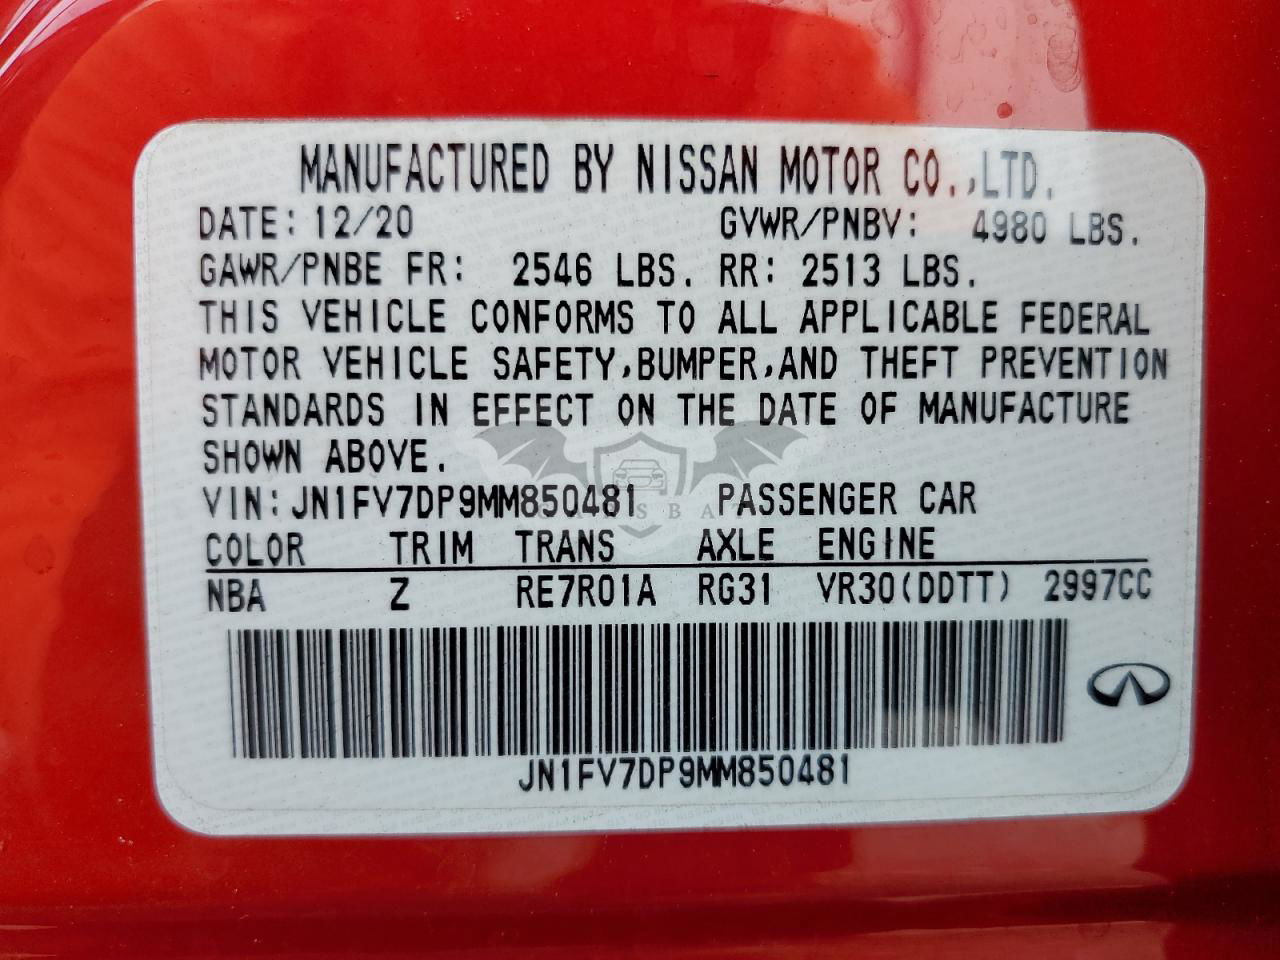 MANUFACTURED BY NISSAN MOTOR CO.,LTD.
DATE: 12/20 GVWR/PNBV: 4980 LBS.
GAWR/PNBE FR: 2546 LBS. RR: 2513 LBS.
THIS VEHICLE CONFORMS TO ALL APPLICABLE FEDERAL
MOTOR VEHICLE SAFETY,BUMPER,AND THEFT PREVENTION
STANDARDS IN EFFECT ON THE DATE OF MANUFACTURE
SHOWN ABOVE.
VIN: JN1FV7DP9MM850481 PASSENGER CAR
COLOR TRIM TRANS AXLE ENGINE
NBA Z RE7R01A RG31 VR30(DDTT) 2997CC
JN1FV7DP9MM850481